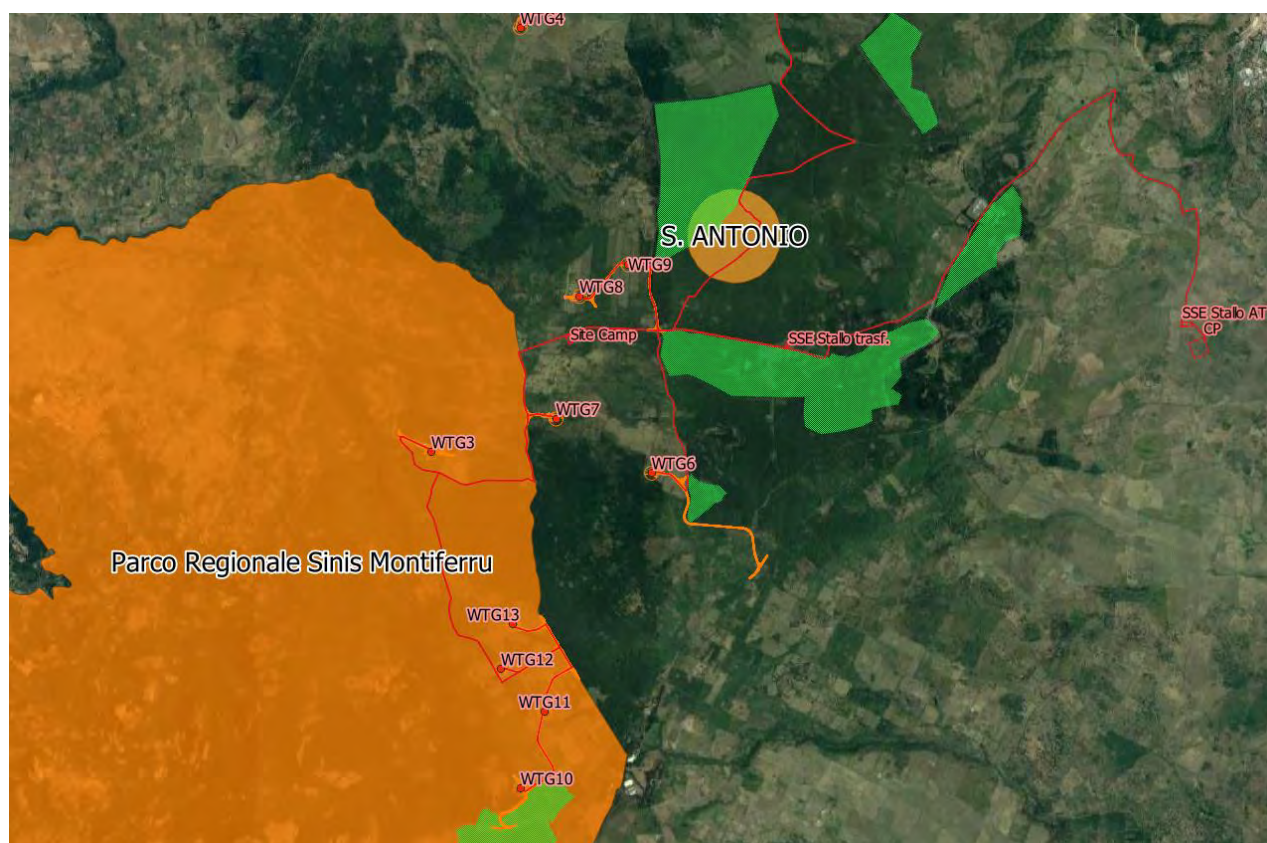 WTG4
S. ANTONIO
WTG9
WTG8
SSE Stallo AT
CP
Site Camp
SSE Stallo trasf.
WTG7
WTG3
WTG6
Parco Regionale Sinis Montiferru
WTG13
WTG12
WTG11
WTG10